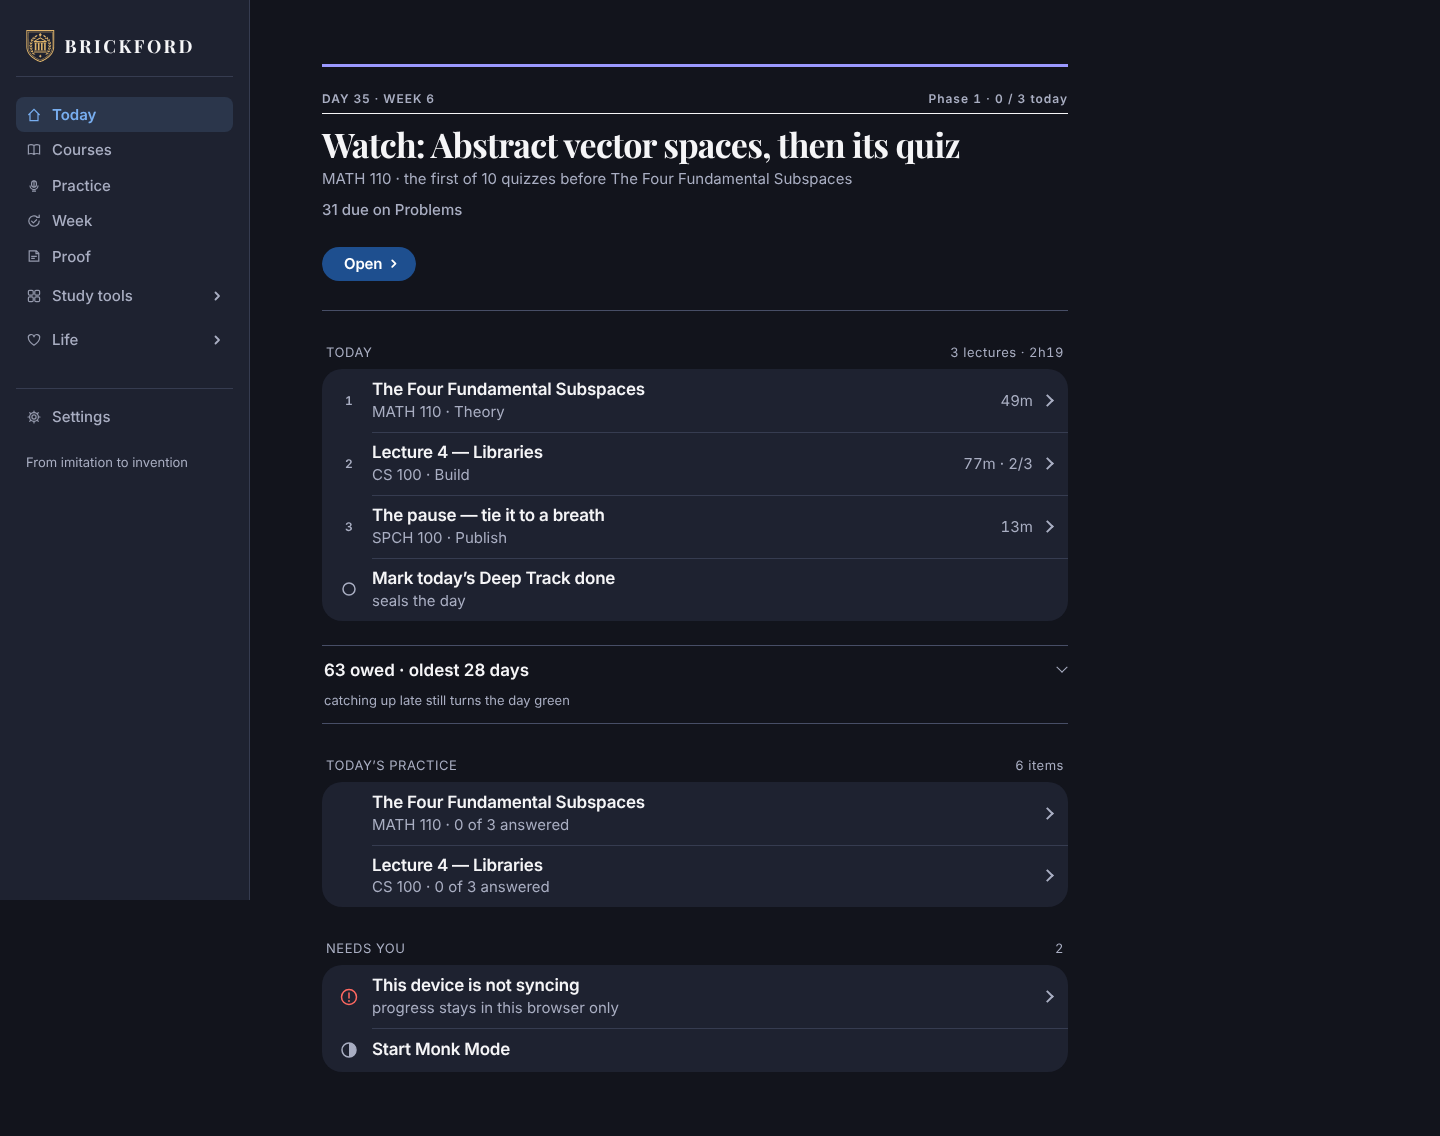 BRICKFORD
Today
Courses
Practice
Week
Proof
Study tools
Life
Settings
From imitation to invention
DAY 35 · WEEK 6
Phase 1 · 0 / 3 today
Watch: Abstract vector spaces, then its quiz
MATH 110 · the first of 10 quizzes before The Four Fundamental Subspaces
31 due on Problems
Open
TODAY
3 lectures · 2h19
1
The Four Fundamental Subspaces
MATH 110 · Theory
49m
2
Lecture 4 — Libraries
CS 100 · Build
77m · 2/3
3
The pause — tie it to a breath
SPCH 100 · Publish
13m
Mark today’s Deep Track done
seals the day
63 owed · oldest 28 days
catching up late still turns the day green
TODAY’S PRACTICE
6 items
The Four Fundamental Subspaces
MATH 110 · 0 of 3 answered
Lecture 4 — Libraries
CS 100 · 0 of 3 answered
NEEDS YOU
2
This device is not syncing
progress stays in this browser only
Start Monk Mode